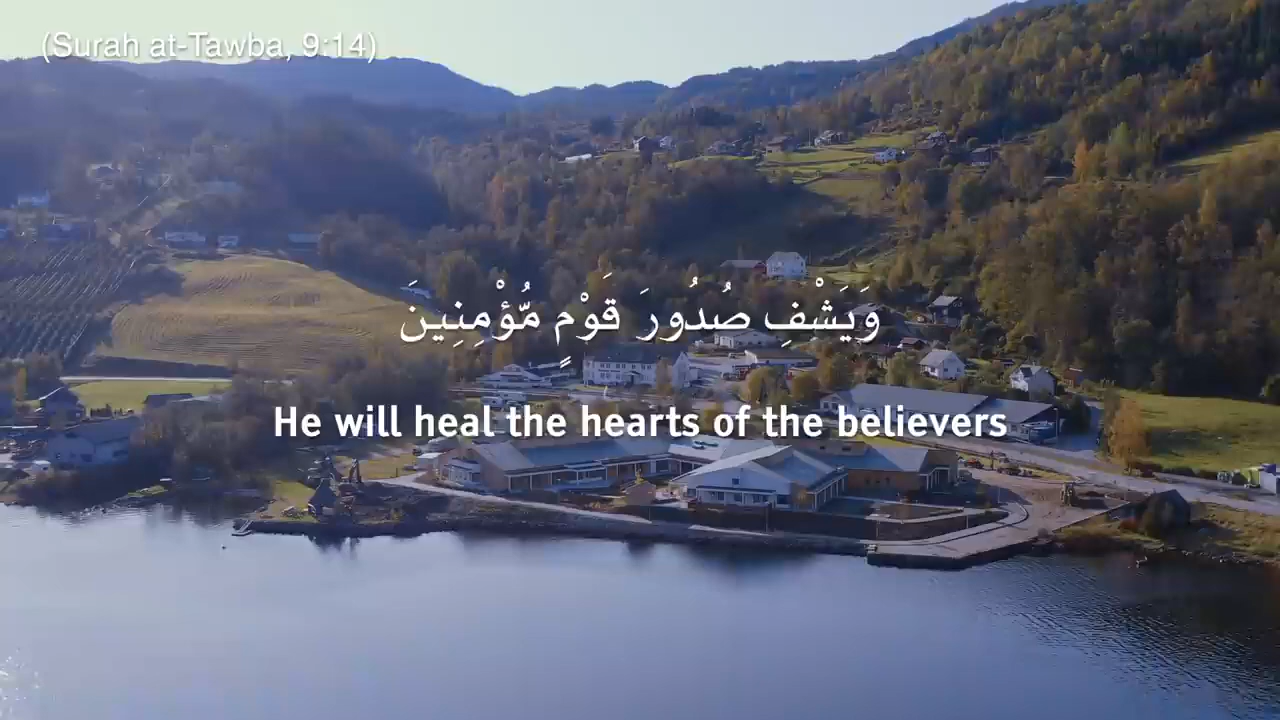 (Surah at-Tawba, 9:14)
وَيَشْفِ صُدُورَ قَوْمٍ مُّؤْمِنِينَ
He will heal the hearts of the believers